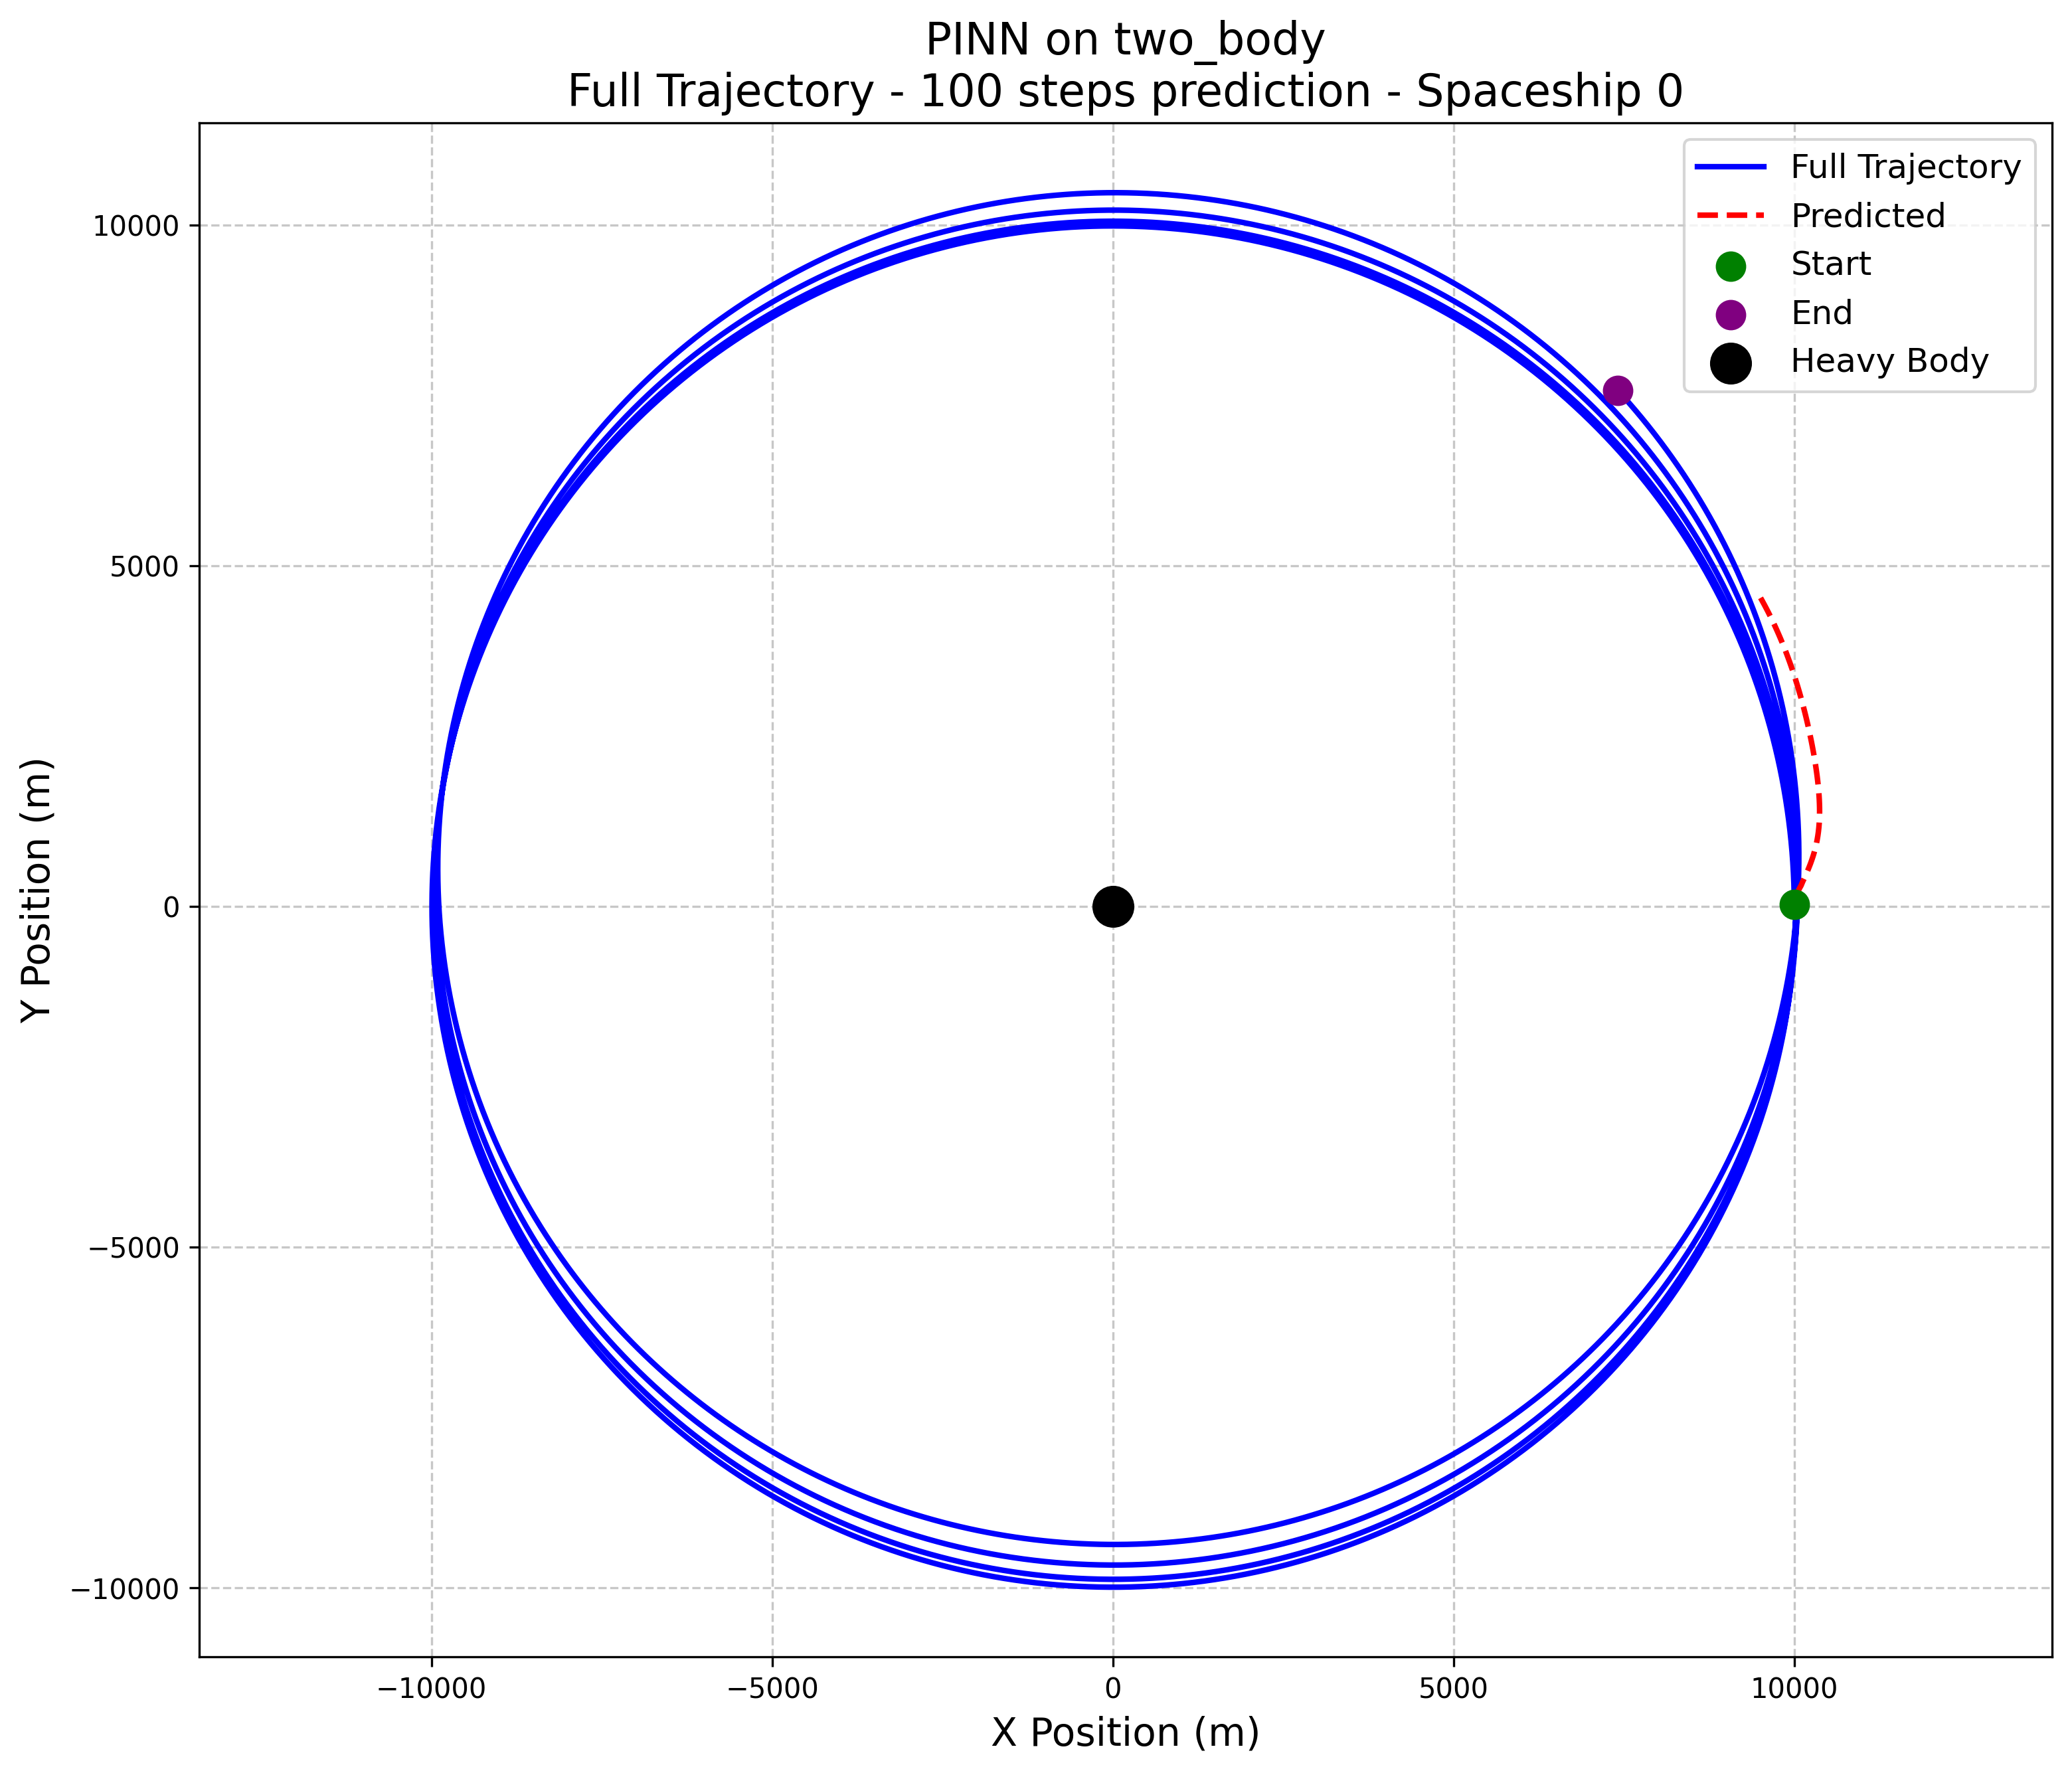 PINN on two_body
Full Trajectory - 100 steps prediction - Spaceship 0
Full Trajectory
Predicted
Start
End
Heavy Body
Y Position (m)
10000
5000
0
−5000
−10000
−10000
−5000
0
5000
10000
X Position (m)